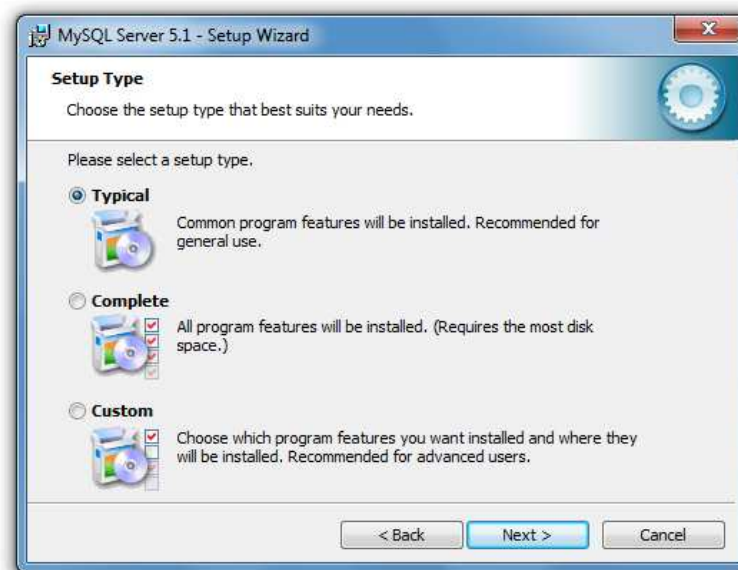 MySQL Server 5.1 - Setup Wizard
Setup Type
Choose the setup type that best suits your needs.
Please select a setup type.
Typical
Common program features will be installed. Recommended for
general use.
Complete
All program features will be installed. (Requires the most disk
space.)
Custom
Choose which program features you want installed and where they
will be installed. Recommended for advanced users.
< Back
Next >
Cancel